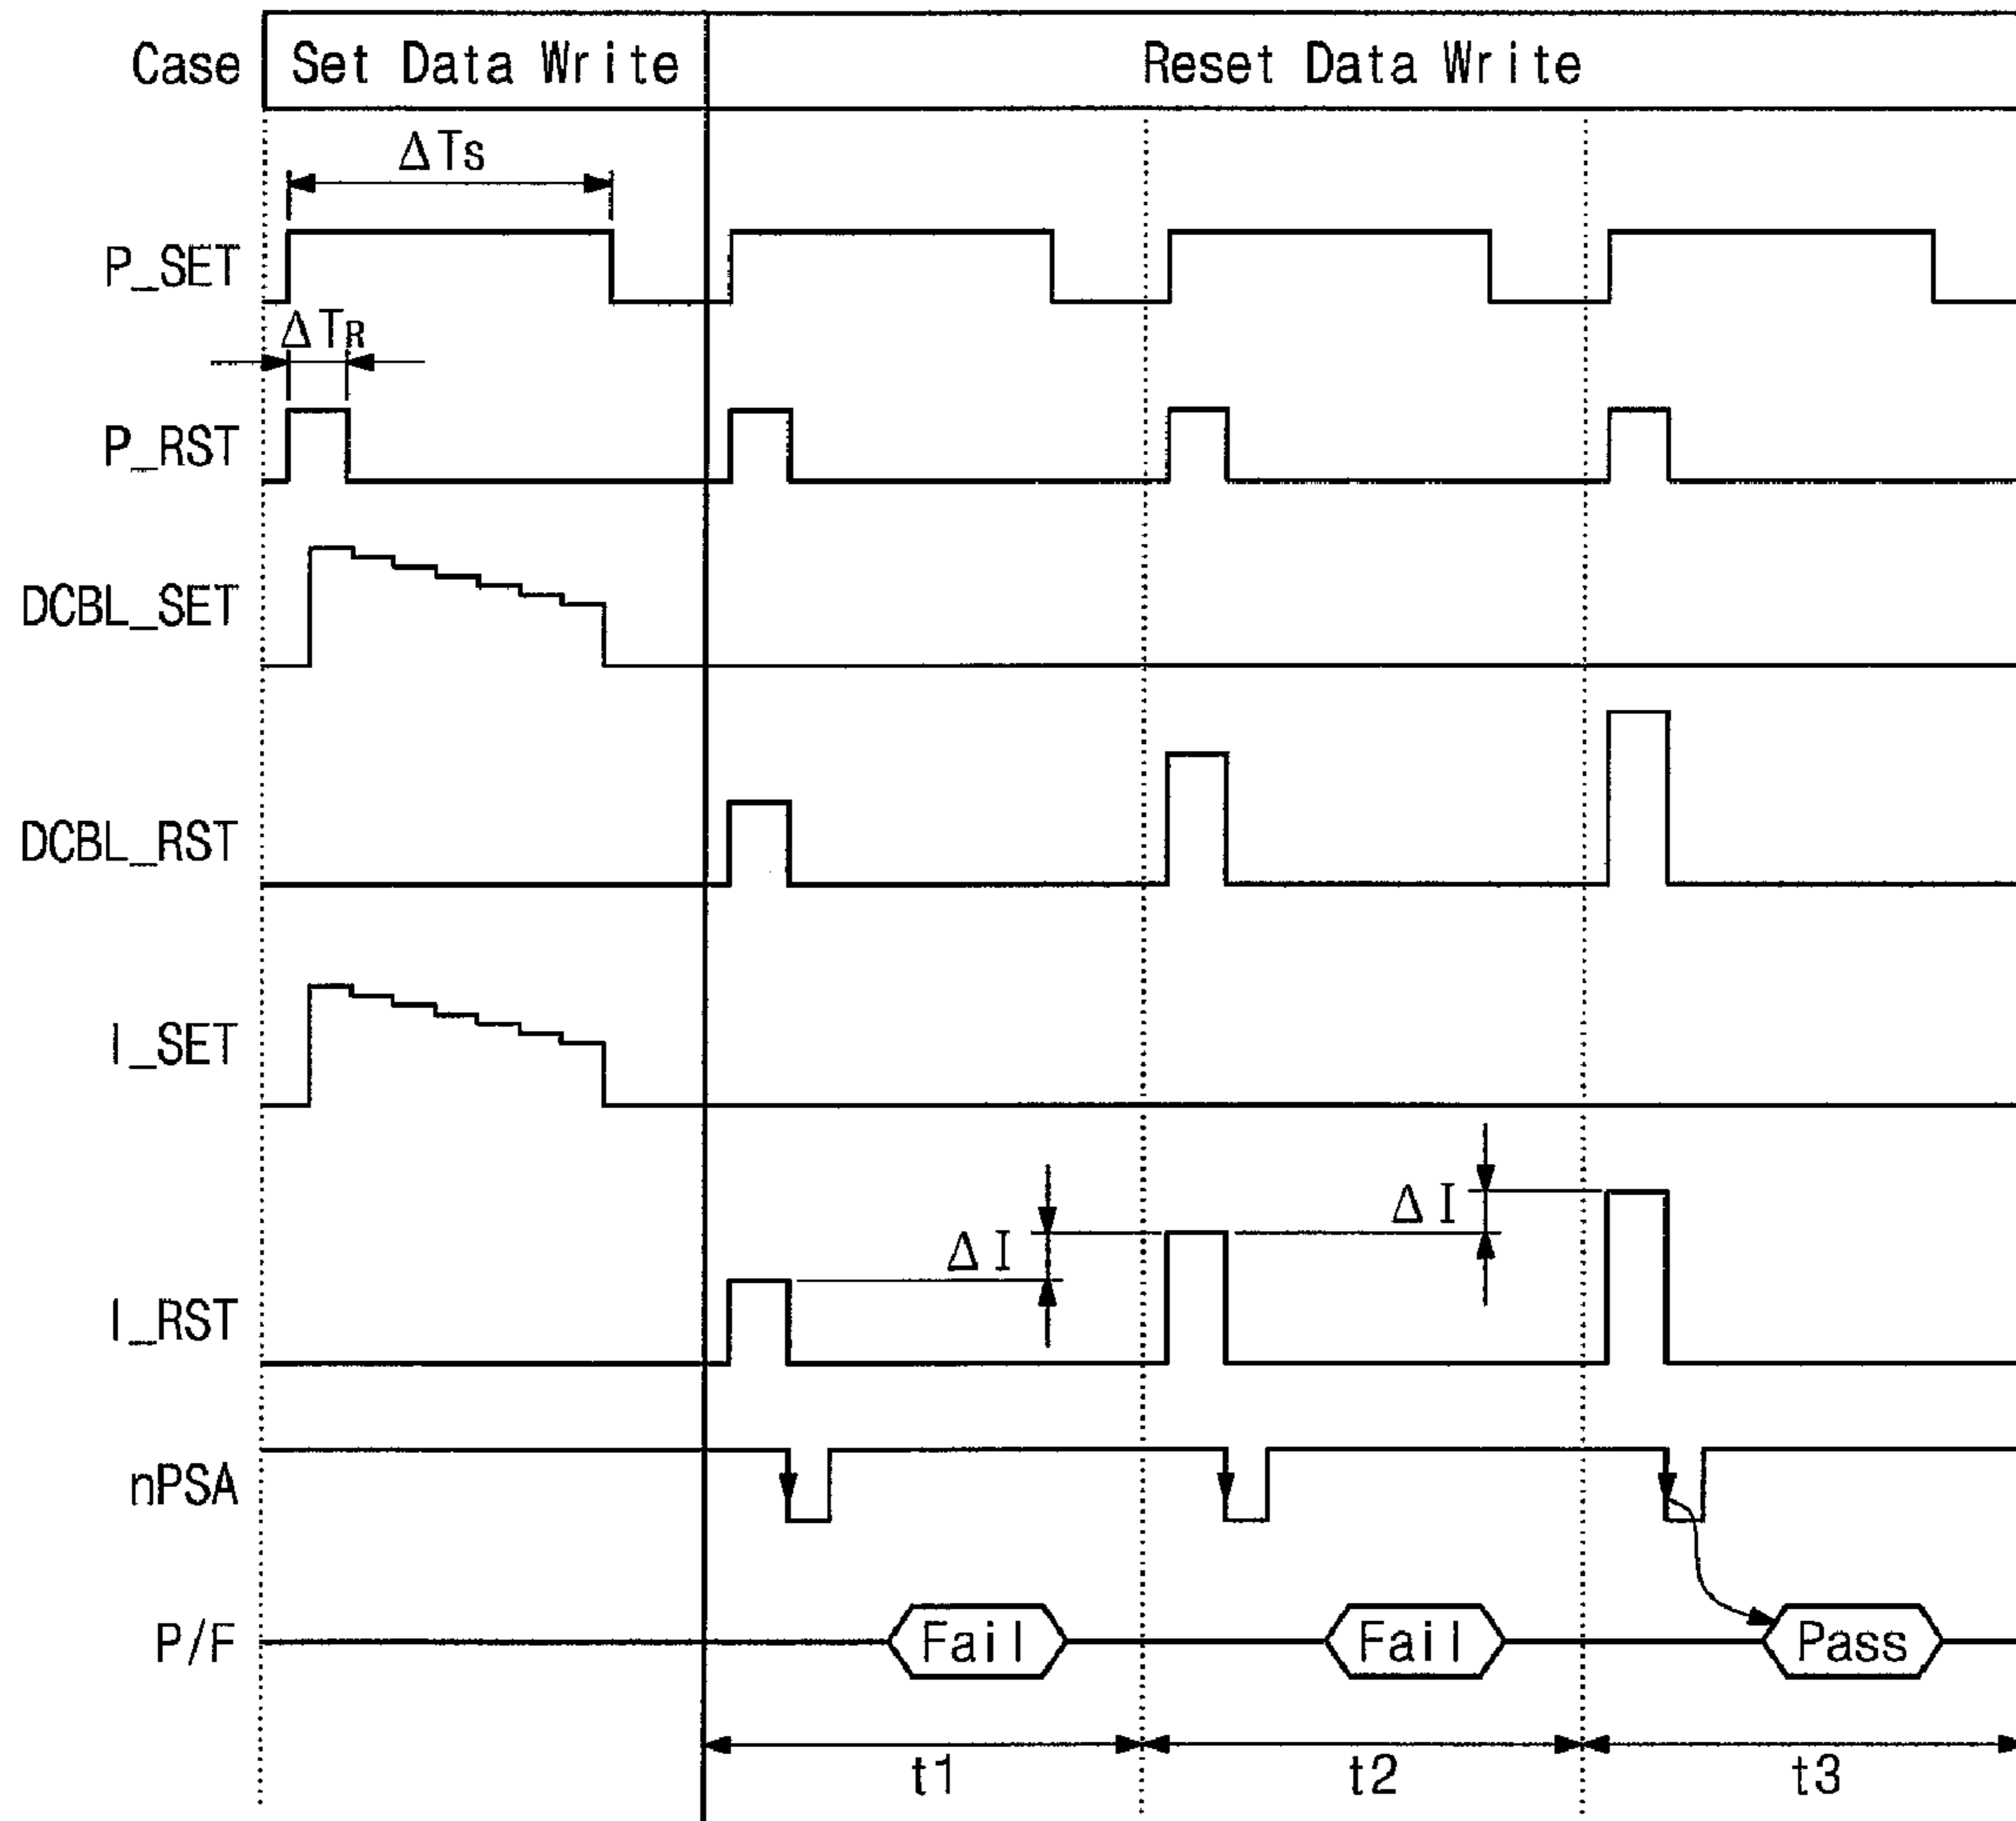 Case Set Data Write Reset Data Write
ΔTs
P_SET
ΔTR
P_RST
DCBL_SET
DCBL_RST
I_SET
ΔI
ΔI
I_RST
nPSA
P/F Fail Fail Pass
t1 t2 t3